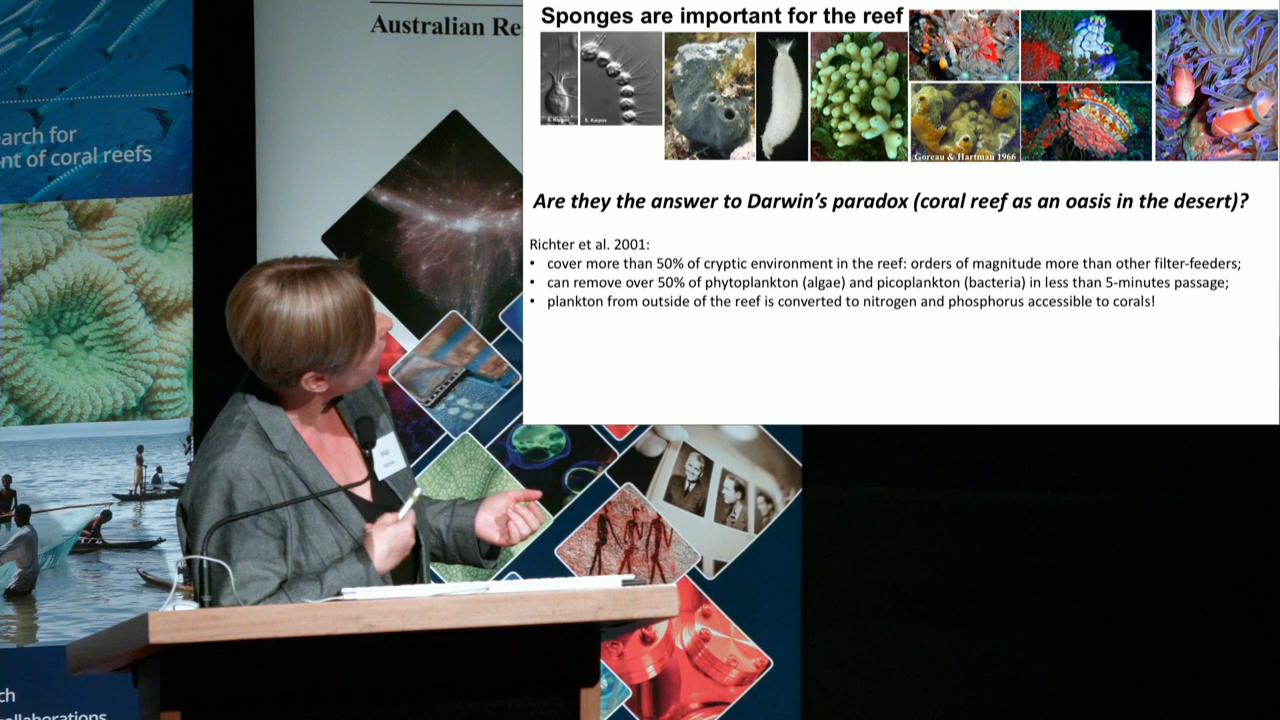 Australian Re
arch for
nt of coral reefs
Sponges are important for the reef
S. Karpov
S. Karpov
Goreau & Hartman 1966
Are they the answer to Darwin's paradox (coral reef as an oasis in the desert)?
Richter et al. 2001:
• cover more than 50% of cryptic environment in the reef: orders of magnitude more than other filter-feeders;
• can remove over 50% of phytoplankton (algae) and picoplankton (bacteria) in less than 5-minutes passage;
• plankton from outside of the reef is converted to nitrogen and phosphorus accessible to corals!
ch
ollaborations